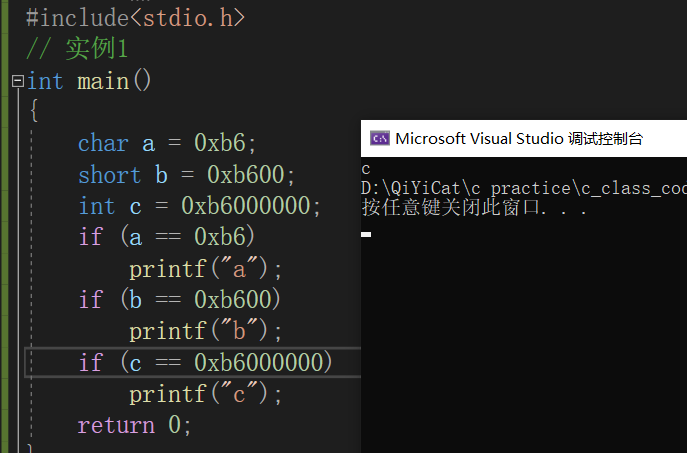 #include<stdio.h>
// 实例1
int main()
{
    char a = 0xb6;
    short b = 0xb600;
    int c = 0xb6000000;
    if (a == 0xb6)
        printf("a");
    if (b == 0xb600)
        printf("b");
    if (c == 0xb6000000)
        printf("c");
    return 0;
C:\ Microsoft Visual Studio 调试控制台
c
D:\QiYiCat\c practice\c_class_coo
按任意键关闭此窗口. . .